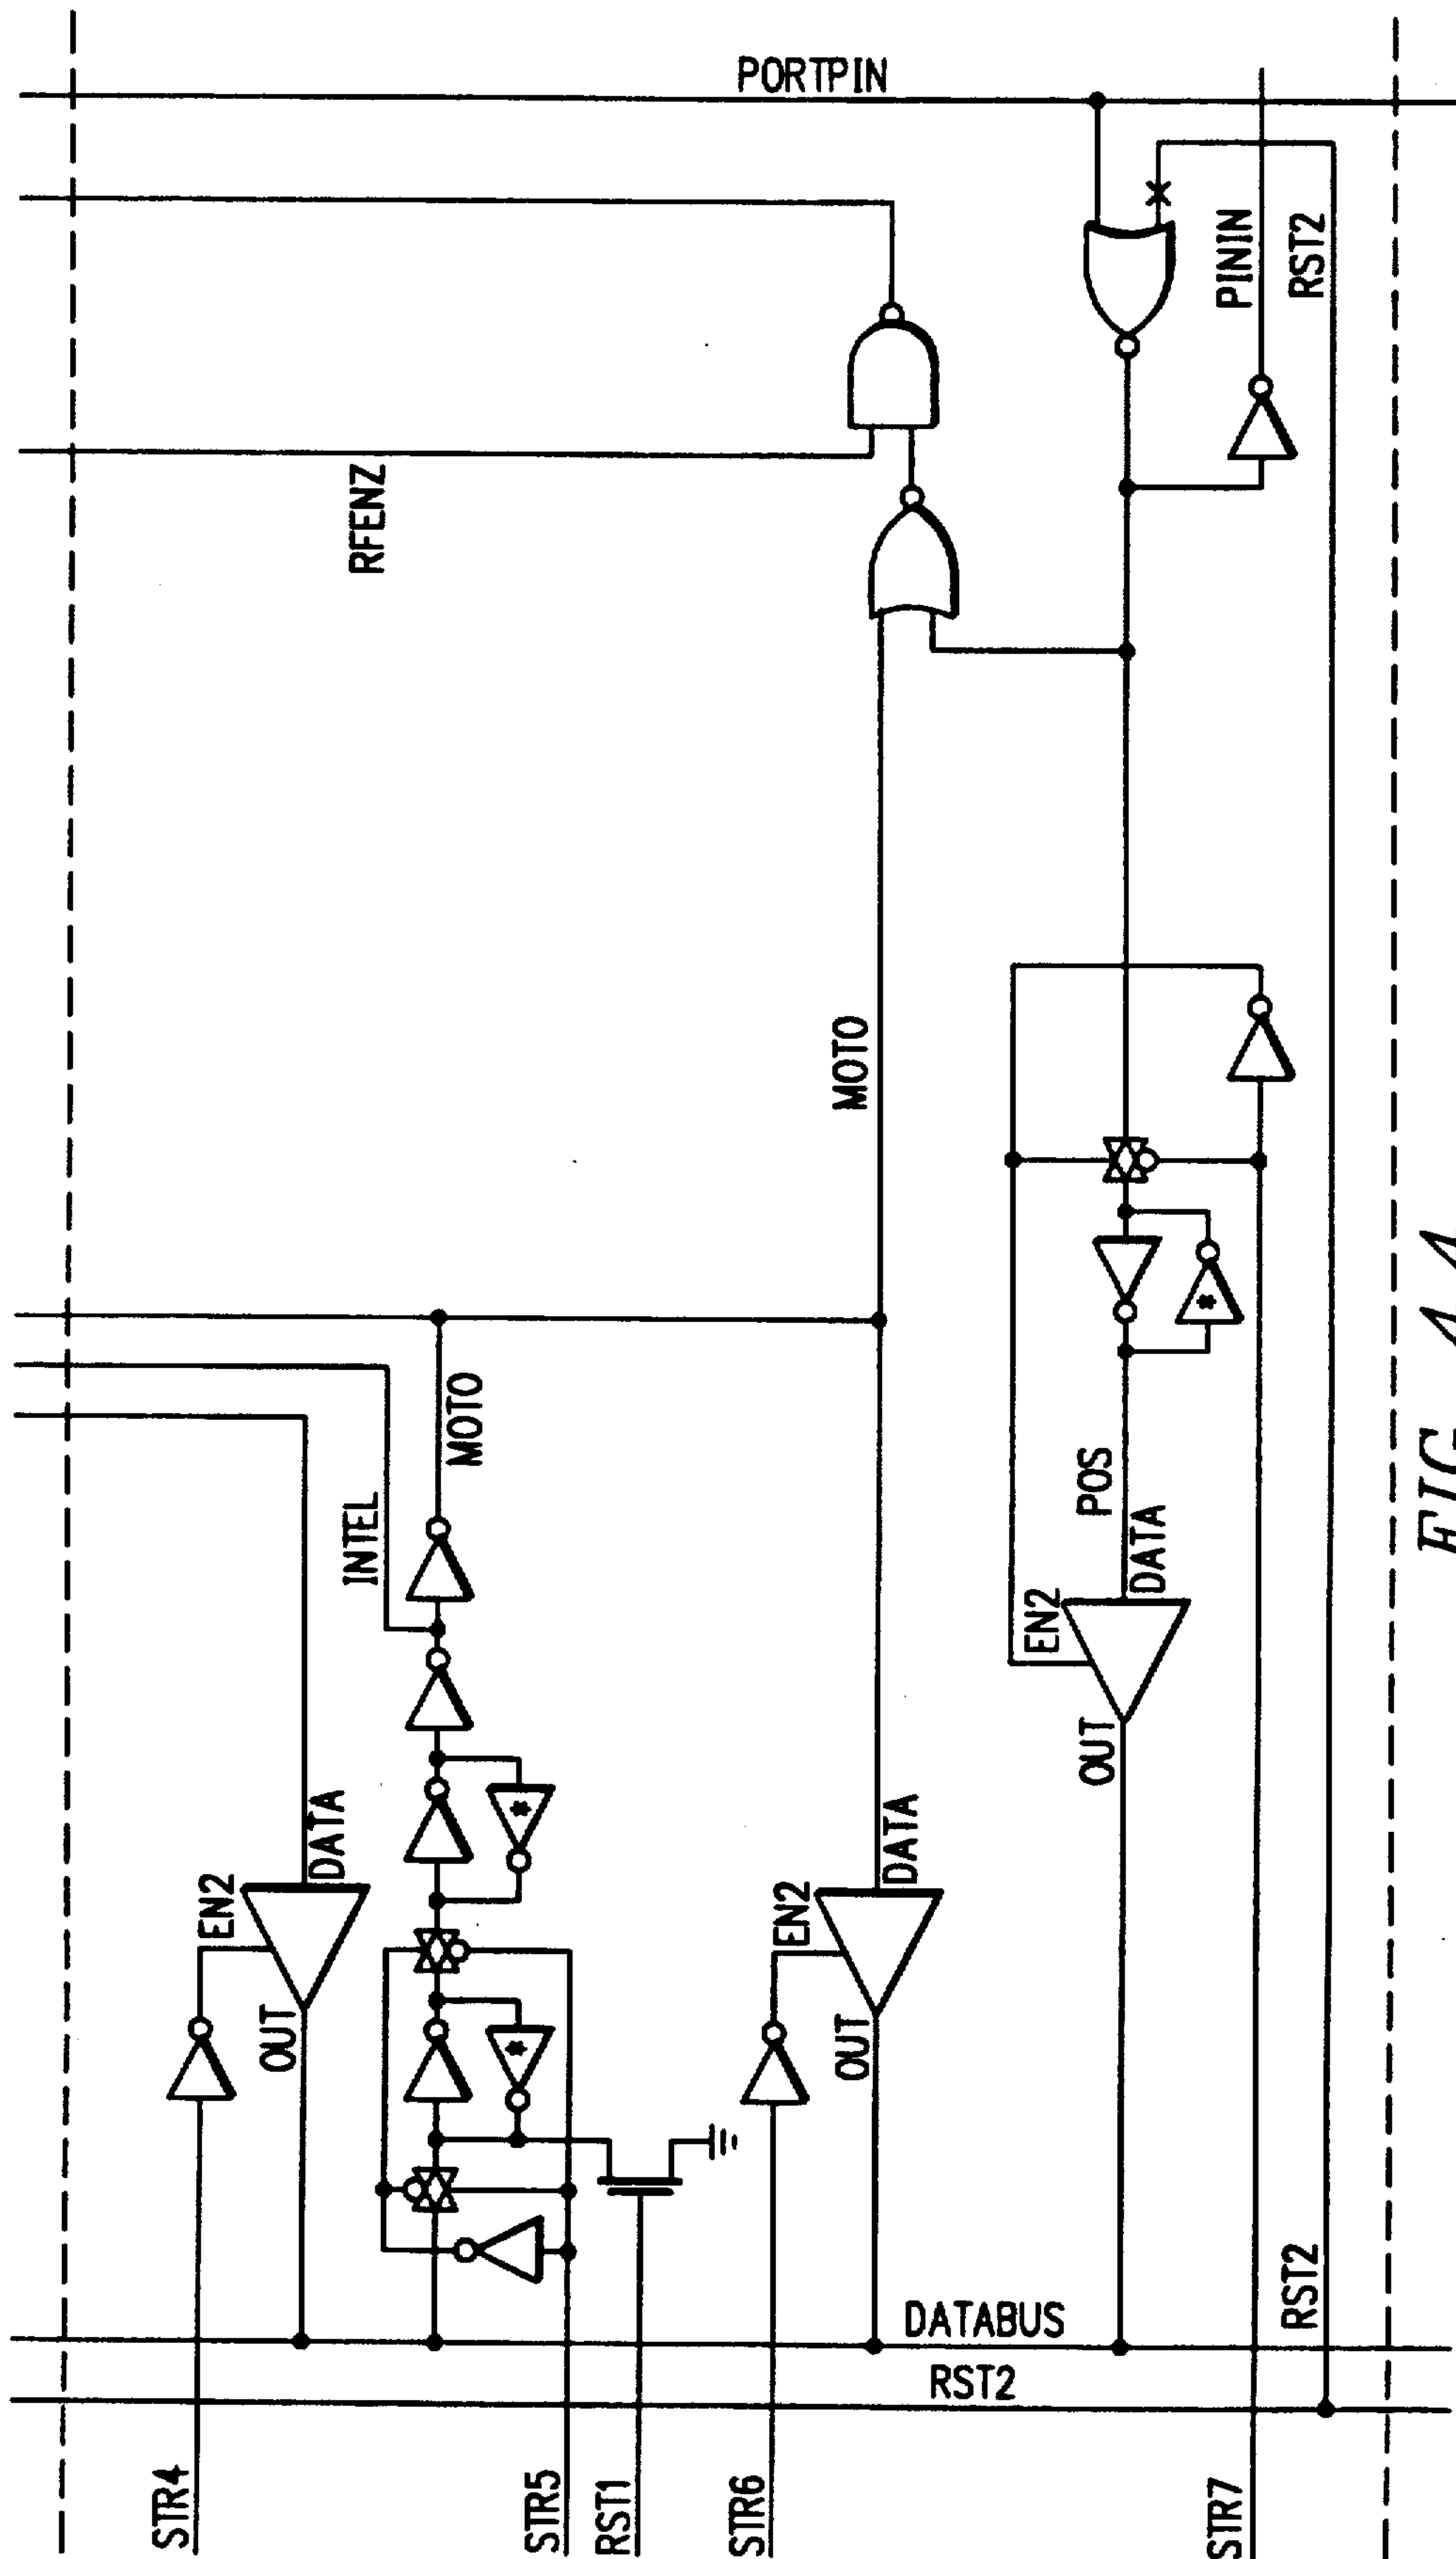 PORTPIN
RFENZ
PININ
RST2
MOTO
INTEL
MOTO
POS
DATA
EN2
OUT
EN2
DATA
OUT
EN2
DATA
OUT
*
*
*
DATABUS
RST2
RST2
STR4
STR5
RST1
STR6
STR7